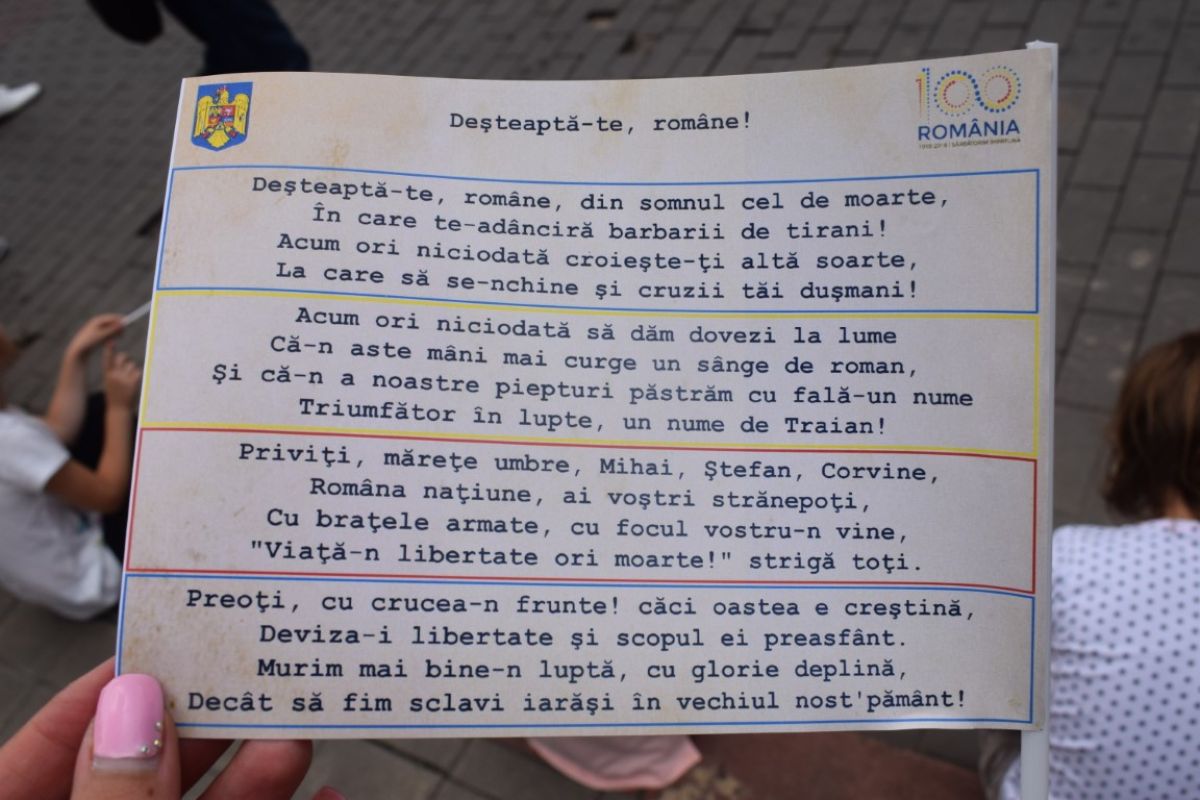 Deşteaptă-te, române!
100
ROMÂNIA
1918-2018 | SĂRBĂTORIM ÎMPREUNĂ
Deşteaptă-te, române, din somnul cel de moarte,
În care te-adânciră barbarii de tirani!
Acum ori niciodată croieşte-ţi altă soarte,
La care să se-nchine şi cruzii tăi duşmani!
Acum ori niciodată să dăm dovezi la lume
Că-n aste mâni mai curge un sânge de roman,
Şi că-n a noastre piepturi păstrăm cu fală-un nume
Triumfător în lupte, un nume de Traian!
Priviţi, măreţe umbre, Mihai, Ştefan, Corvine,
Româna naţiune, ai voştri strănepoţi,
Cu braţele armate, cu focul vostru-n vine,
"Viaţă-n libertate ori moarte!" strigă toţi.
Preoţi, cu crucea-n frunte! căci oastea e creştină,
Deviza-i libertate şi scopul ei preasfânt.
Murim mai bine-n luptă, cu glorie deplină,
Decât să fim sclavi iarăşi în vechiul nost'pământ!